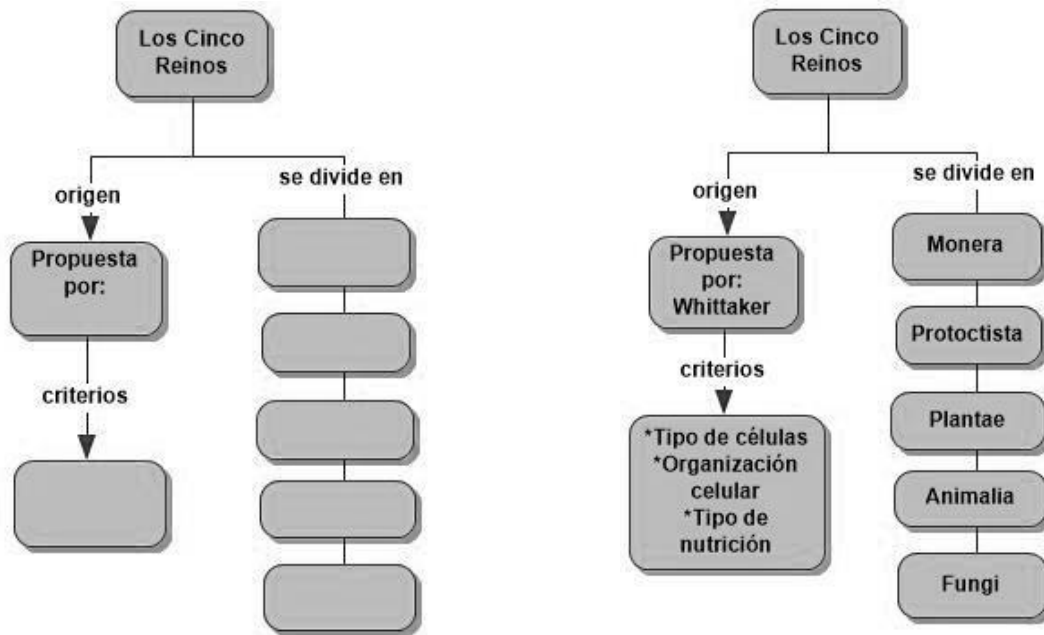 Los Cinco
Reinos
origen
se divide en
Propuesta
por:
criterios
Los Cinco
Reinos
origen
se divide en
Propuesta
por:
Whittaker
criterios
*Tipo de células
*Organización
celular
*Tipo de
nutrición
Monera
Protoctista
Plantae
Animalia
Fungi